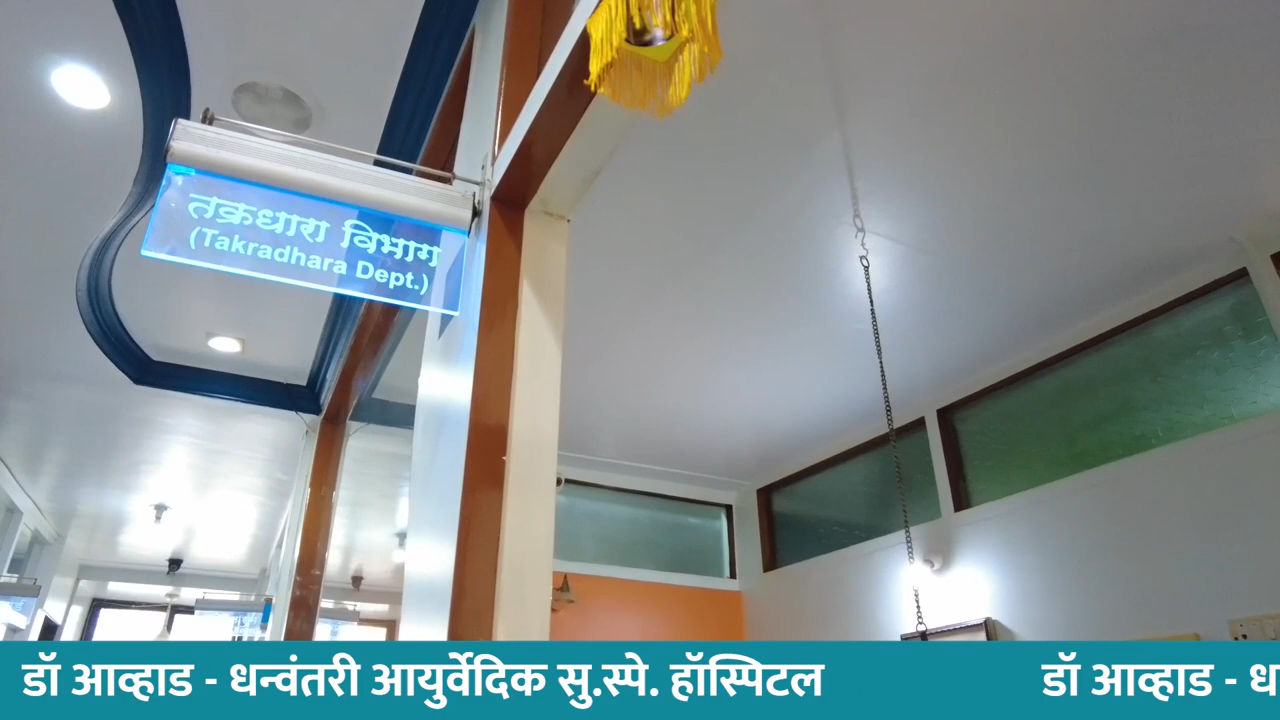 तक्रधारा विभाग
(Takradhara Dept.)
डॉ आव्हाड - धन्वंतरी आयुर्वेदिक सु.स्पे. हॉस्पिटल
डॉ आव्हाड - ध